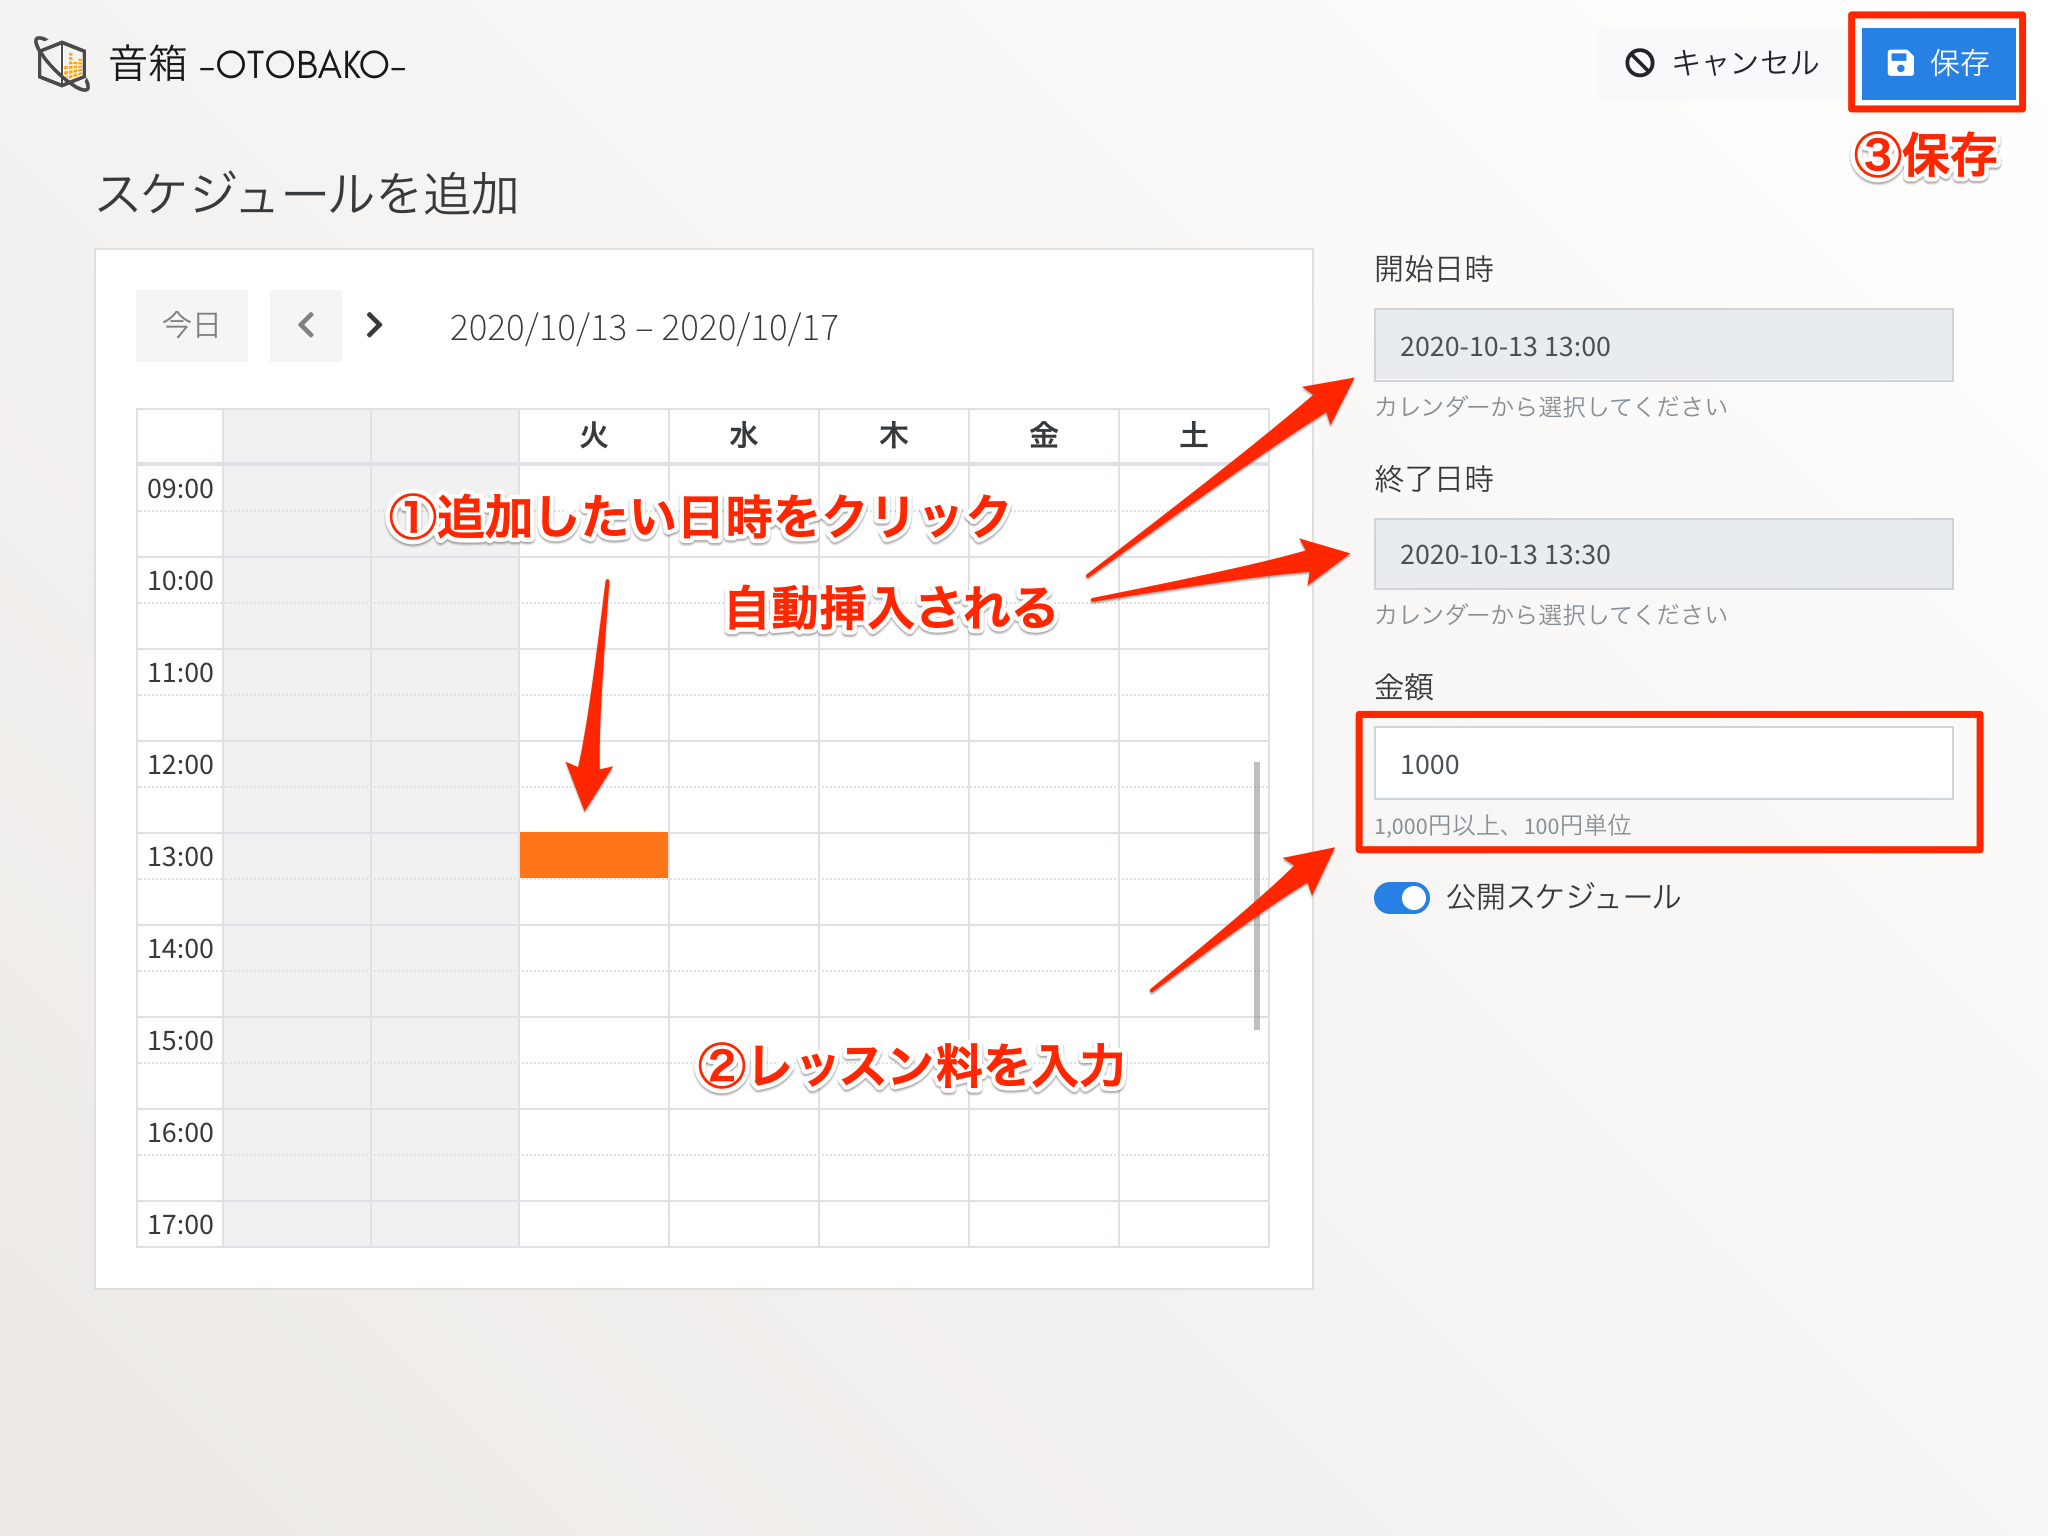 音箱 -OTOBAKO-
キャンセル
保存
③保存
スケジュールを追加
今日
2020/10/13 – 2020/10/17
火 水 木 金 土
09:00
①追加したい日時をクリック
10:00
自動挿入される
11:00
12:00
13:00
14:00
15:00
②レッスン料を入力
16:00
17:00
開始日時
2020-10-13 13:00
カレンダーから選択してください
終了日時
2020-10-13 13:30
カレンダーから選択してください
金額
1000
1,000円以上、100円単位
公開スケジュール